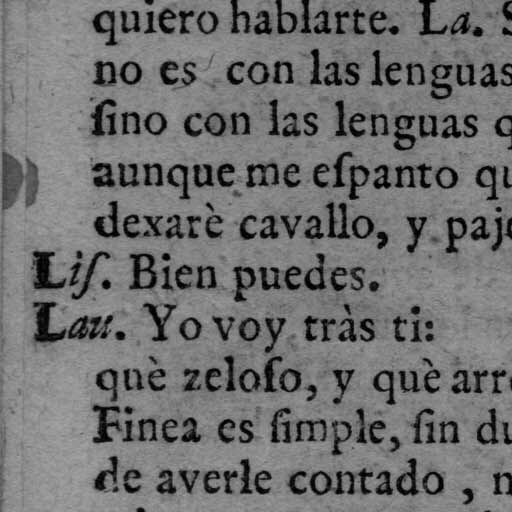 quiero hablarte. La. S
no es con las lenguas
ſino con las lenguas q
aunque me eſpanto qu
dexarè cavallo, y paj
Liſ. Bien puedes.
Lau. Yo voy tràs ti:
què zeloſo, y què arr
Finea es ſimple, ſin du
de averle contado , n